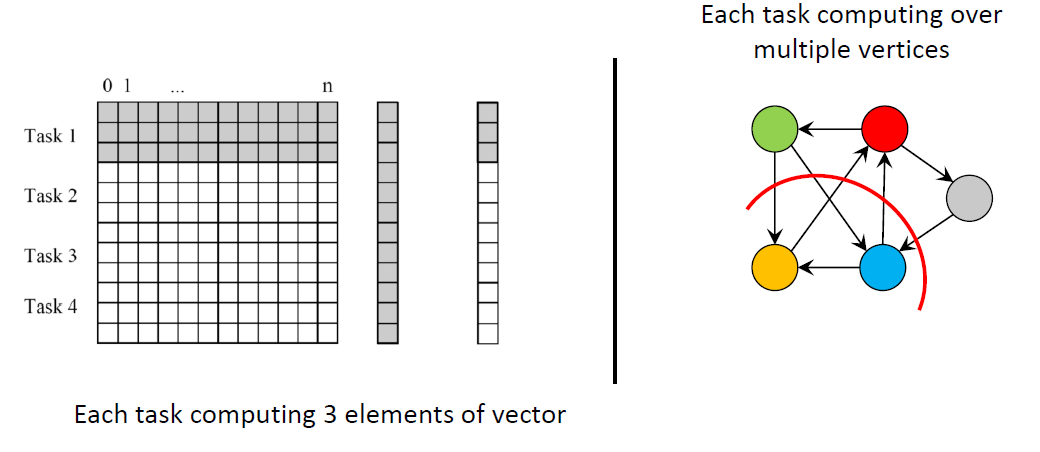 Each task computing over
multiple vertices
0 1 ... n
Task 1
Task 2
Task 3
Task 4
Each task computing 3 elements of vector